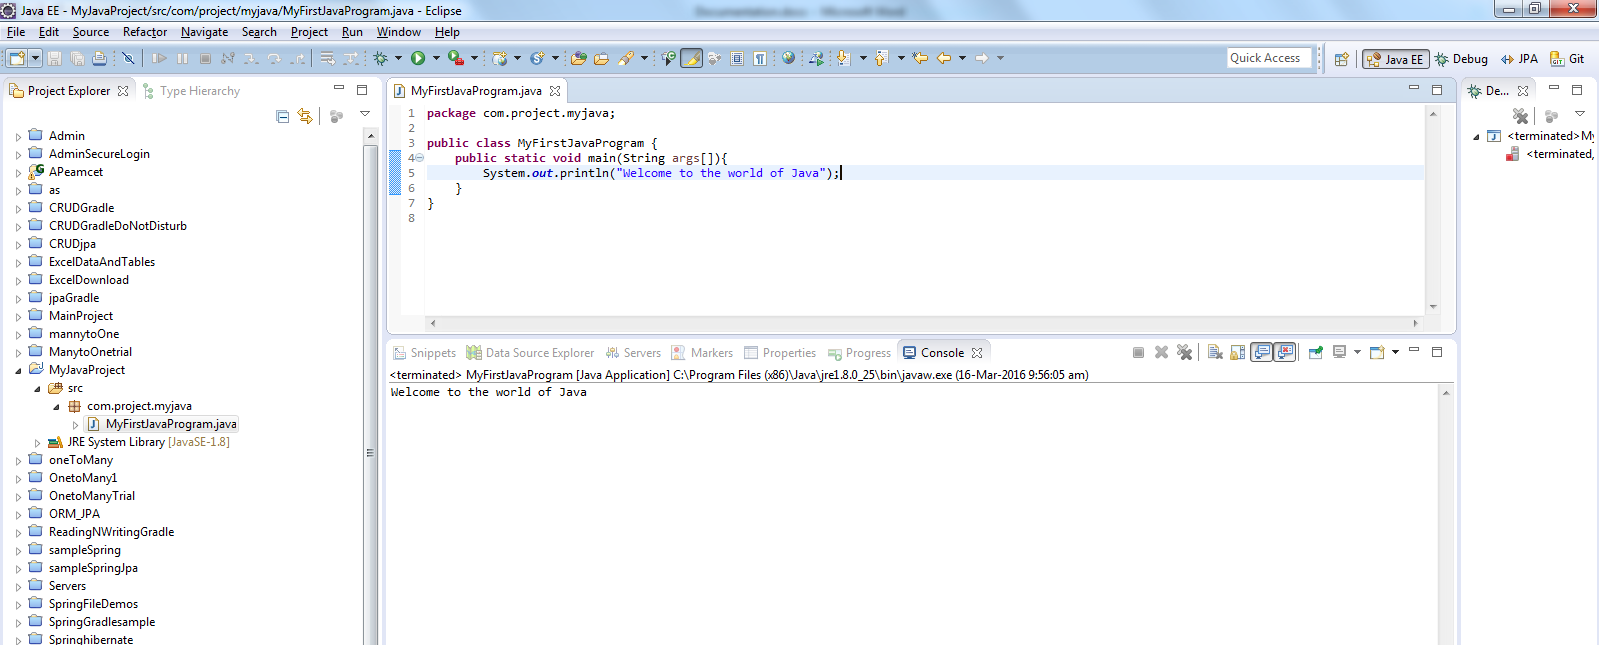 Java EE - MyJavaProject/src/com/project/myjava/MyFirstJavaProgram.java - Eclipse
File Edit Source Refactor Navigate Search Project Run Window Help
Quick Access
Java EE
Debug
JPA
Git
Project Explorer
Type Hierarchy
Admin
AdminSecureLogin
APeamcet
as
CRUDGradle
CRUDGradleDoNotDisturb
CRUDjpa
ExcelDataAndTables
ExcelDownload
jpaGradle
MainProject
mannytoOne
ManytoOnetrial
MyJavaProject
src
com.project.myjava
MyFirstJavaProgram.java
JRE System Library [JavaSE-1.8]
oneToMany
OnetoMany1
OnetoManyTrial
ORM_JPA
ReadingNWritingGradle
sampleSpring
sampleSpringJpa
Servers
SpringFileDemos
SpringGradlesample
Springhibernate
MyFirstJavaProgram.java
1 package com.project.myjava;
2
3 public class MyFirstJavaProgram {
4 public static void main(String args[]){
5 System.out.println("Welcome to the world of Java");
6 }
7 }
8
Snippets Data Source Explorer Servers Markers Properties Progress Console
<terminated> MyFirstJavaProgram [Java Application] C:\Program Files (x86)\Java\jre1.8.0_25\bin\javaw.exe (16-Mar-2016 9:56:05 am)
Welcome to the world of Java
De...
<terminated>My
<terminated,